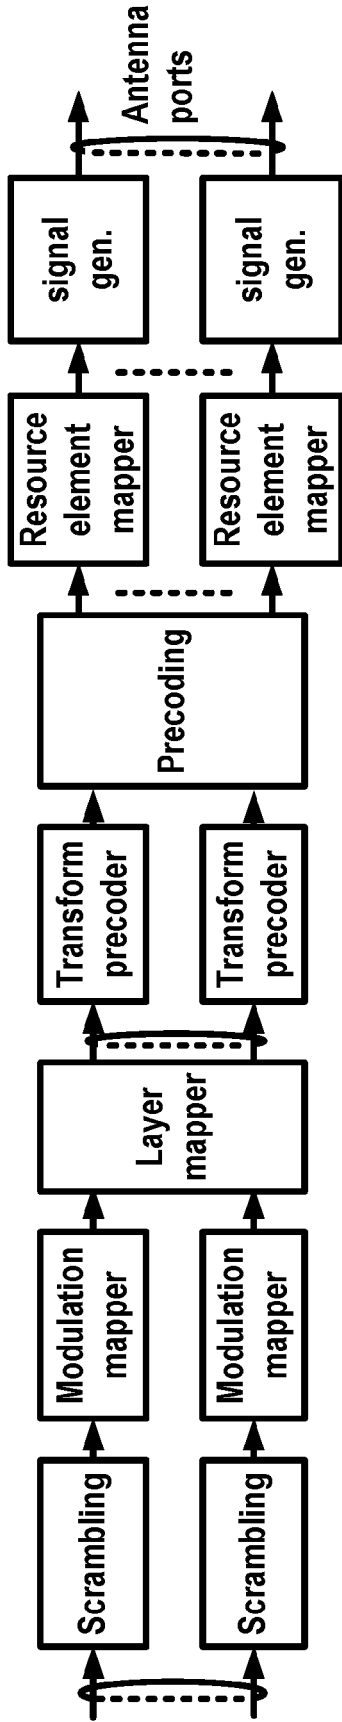 Scrambling
Scrambling
Modulation
mapper
Modulation
mapper
Layer
mapper
Transform
precoder
Transform
precoder
Precoding
Resource
element
mapper
Resource
element
mapper
signal
gen.
signal
gen.
Antenna
ports